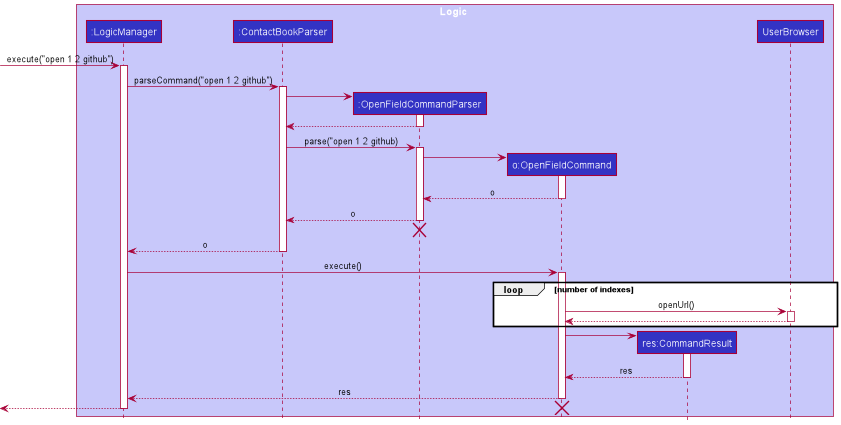 Logic
:LogicManager
:ContactBookParser
UserBrowser
execute("open 1 2 github")
parseCommand("open 1 2 github")
:OpenFieldCommandParser
parse("open 1 2 github)
o:OpenFieldCommand
o
o
o
execute()
loop
[number of indexes]
openUrl()
res:CommandResult
res
res